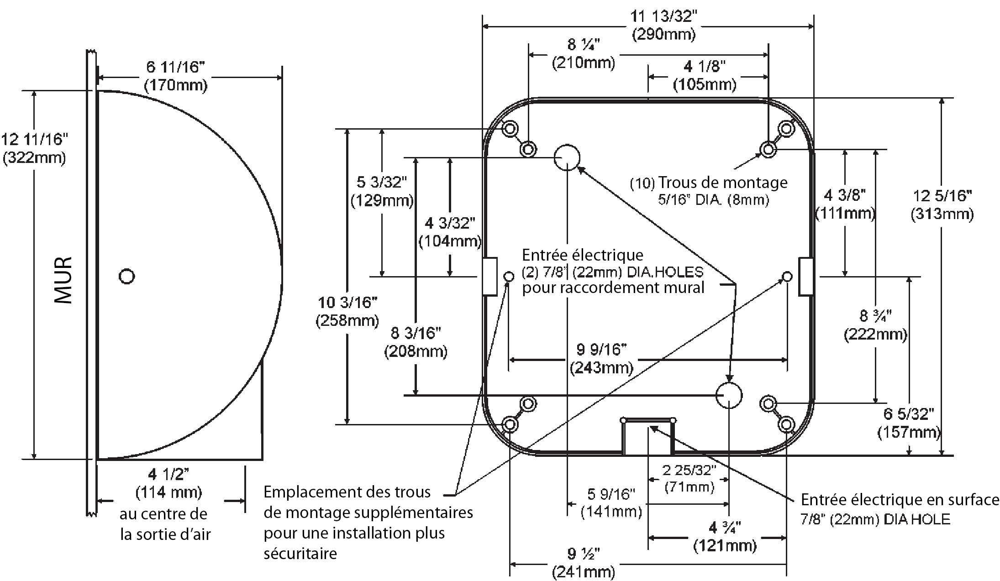 11 13/32"
(290mm)
8 ¼"
(210mm)
4 1/8"
(105mm)
6 11/16"
(170mm)
12 11/16"
(322mm)
MUR
4 1/2”
(114 mm)
au centre de
la sortie d’air
5 3/32"
(129mm)
4 3/32"
(104mm)
10 3/16"
(258mm)
8 3/16"
(208mm)
(10) Trous de montage
5/16” DIA. (8mm)
4 3/8"
(111mm)
12 5/16"
(313mm)
Entrée électrique
(2) 7/8” (22mm) DIA.HOLES
pour raccordement mural
8 ¾"
(222mm)
9 9/16"
(243mm)
6 5/32"
(157mm)
2 25/32"
(71mm)
5 9/16"
(141mm)
4 ¾"
(121mm)
9 ½"
(241mm)
Emplacement des trous
de montage supplémentaires
pour une installation plus
sécuritaire
Entrée électrique en surface
7/8" (22mm) DIA HOLE